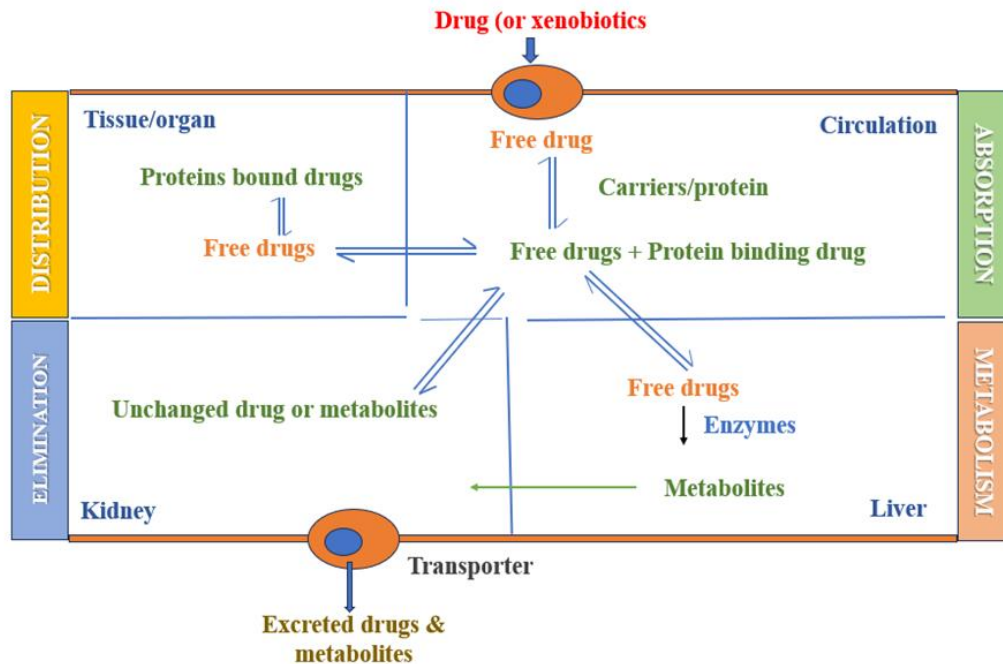 Drug (or xenobiotics
DISTRIBUTION
Tissue/organ
Proteins bound drugs
Free drugs
Circulation
Free drug
Carriers/protein
Free drugs + Protein binding drug
ABSORPTION
ELIMINATION
Unchanged drug or metabolites
Kidney
Free drugs
Enzymes
Metabolites
Liver
METABOLISM
Transporter
Excreted drugs &
metabolites